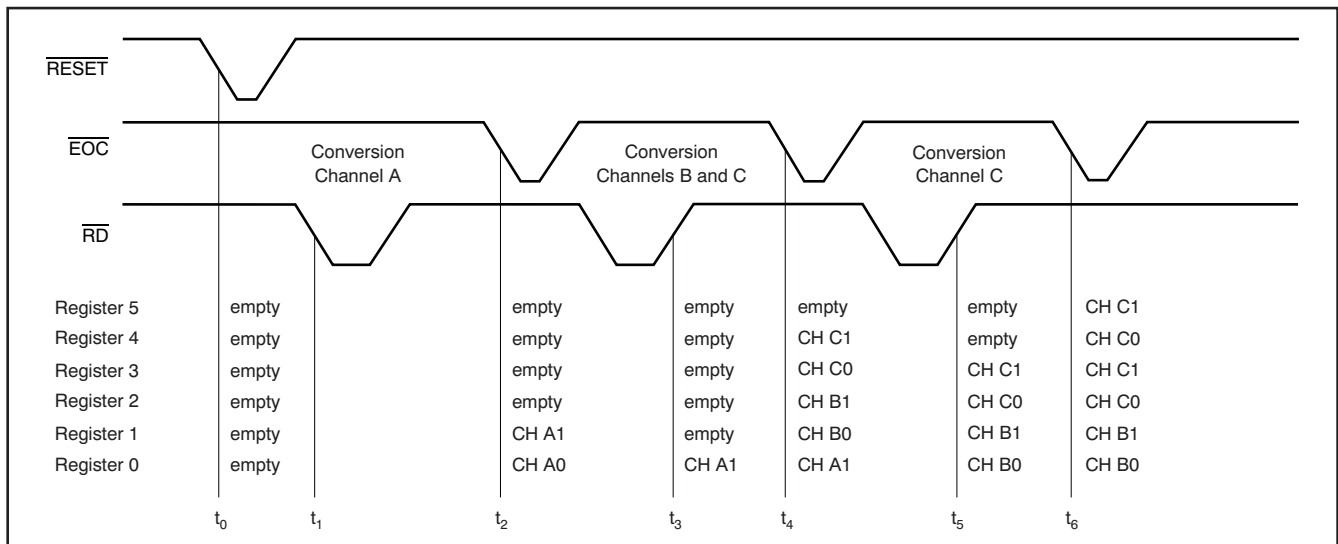 RESET
EOC
Conversion
Channel A
Conversion
Channels B and C
Conversion
Channel C
RD
Register 5 empty empty empty empty empty CH C1
Register 4 empty empty empty CH C1 empty CH C0
Register 3 empty empty empty CH C0 CH C1 CH C1
Register 2 empty empty empty CH B1 CH C0 CH C0
Register 1 empty CH A1 empty CH B0 CH B1 CH B1
Register 0 empty CH A0 CH A1 CH A1 CH B0 CH B0
t0 t1 t2 t3 t4 t5 t6